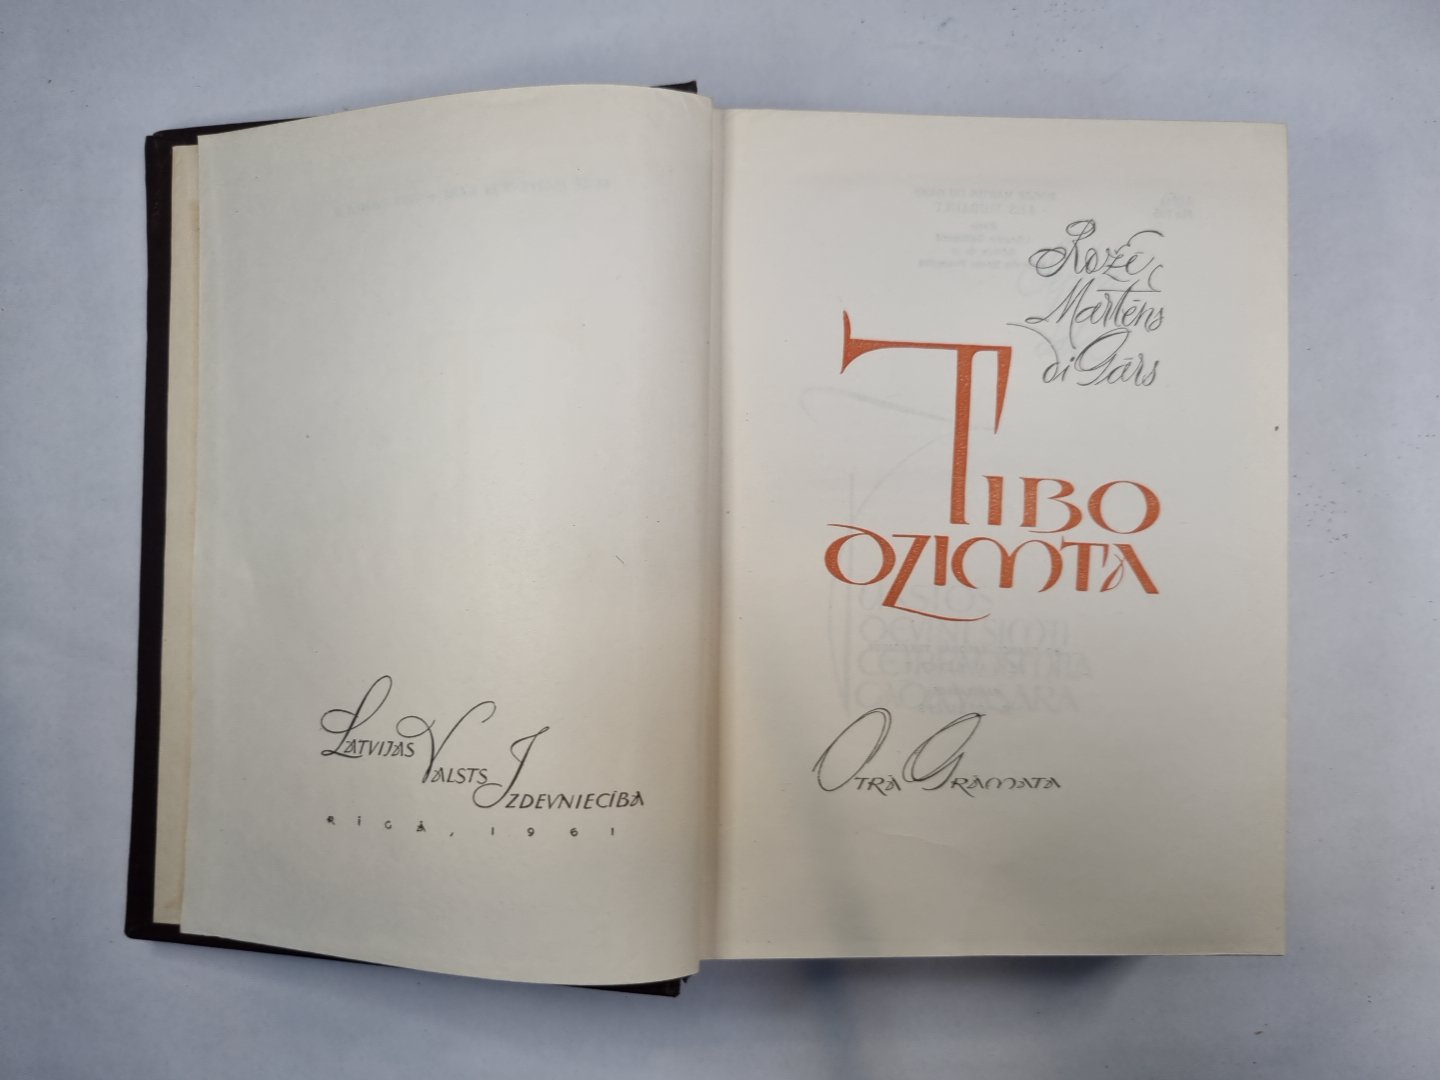 Latvijas
Valsts
Izdevniecība
Rīgā, 1961
Rožē
Martēns
di Gārs
Tibo
dzimta
Otrā Grāmata